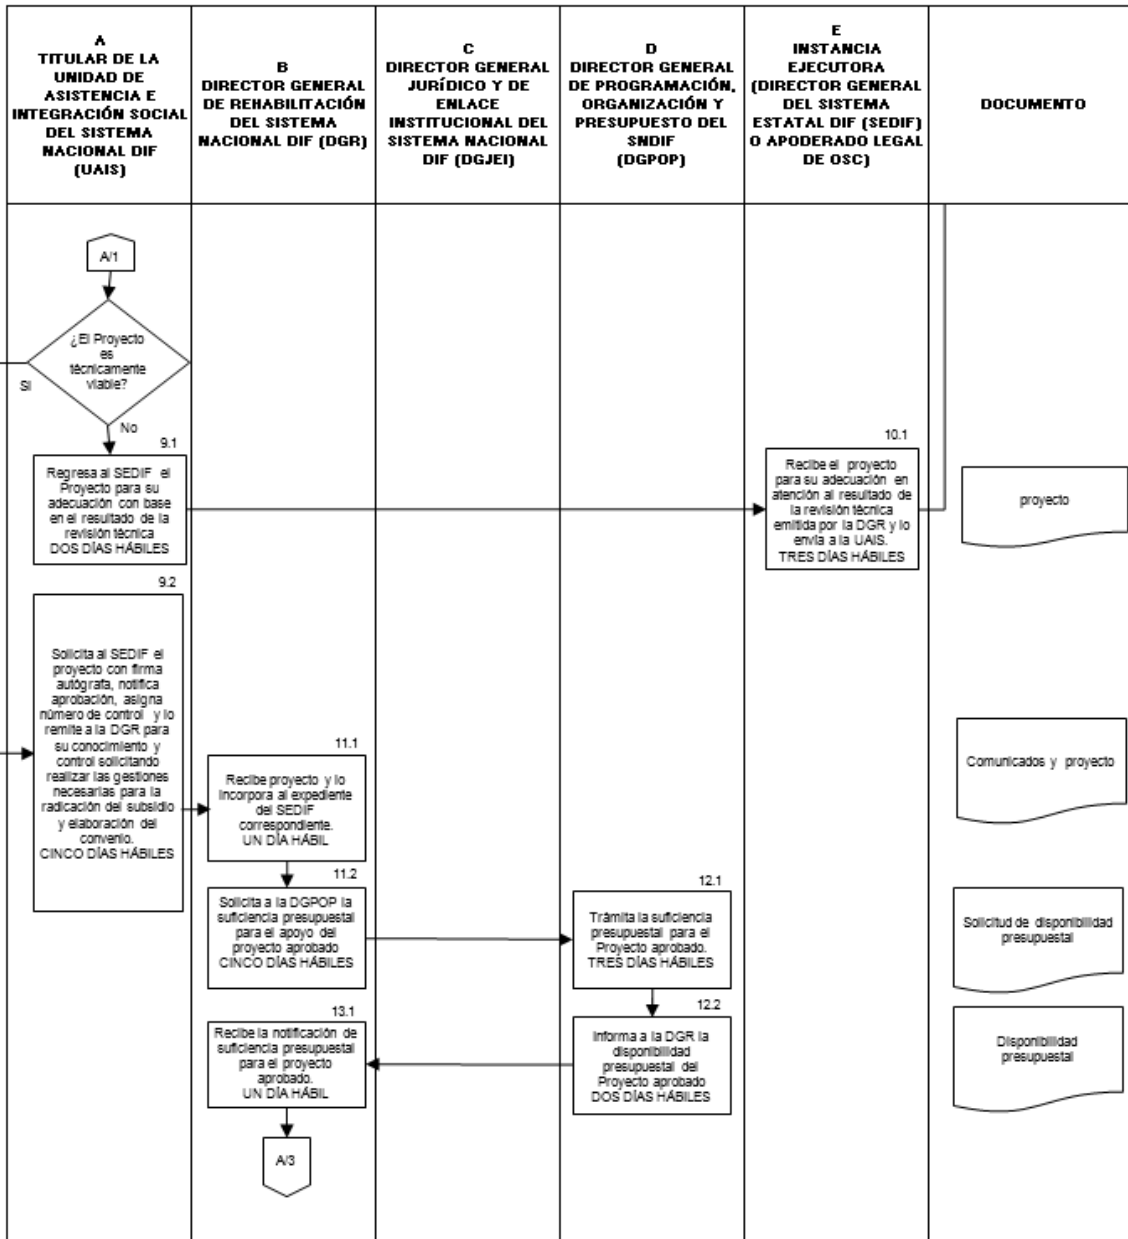 A
TITULAR DE LA
UNIDAD DE
ASISTENCIA E
INTEGRACIÓN SOCIAL
DEL SISTEMA
NACIONAL DIF
(UAIS)
B
DIRECTOR GENERAL
DE REHABILITACIÓN
DEL SISTEMA
NACIONAL DIF (DGR)
C
DIRECTOR GENERAL
JURÍDICO Y DE
ENLACE
INSTITUCIONAL DEL
SISTEMA NACIONAL
DIF (DGJEI)
D
DIRECTOR GENERAL
DE PROGRAMACIÓN,
ORGANIZACIÓN Y
PRESUPUESTO DEL
SNDIF
(DGPOP)
E
INSTANCIA
EJECUTORA
(DIRECTOR GENERAL
DEL SISTEMA
ESTATAL DIF (SEDIF)
O APODERADO LEGAL
DE OSC)
DOCUMENTO
A/1
¿El Proyecto
es
técnicamente
viable?
SI
No
9.1
Regresa al SEDIF el
Proyecto para su
adecuación con base
en el resultado de la
revisión técnica
DOS DÍAS HÁBILES
10.1
Recibe el proyecto
para su adecuación en
atención al resultado de
la revisión técnica
emitida por la DGR y lo
envía a la UAIS.
TRES DÍAS HÁBILES
proyecto
9.2
Solicita al SEDIF el
proyecto con firma
autógrafa, notifica
aprobación, asigna
número de control y lo
remite a la DGR para
su conocimiento y
control solicitando
realizar las gestiones
necesarias para la
radicación del subsidio
y elaboración del
convenio.
CINCO DÍAS HÁBILES
11.1
Recibe proyecto y lo
incorpora al expediente
del SEDIF
correspondiente.
UN DÍA HÁBIL
Comunicados y proyecto
11.2
Solicita a la DGPOP la
suficiencia presupuestal
para el apoyo del
proyecto aprobado
CINCO DÍAS HÁBILES
12.1
Trámita la suficiencia
presupuestal para el
Proyecto aprobado.
TRES DÍAS HÁBILES
Solicitud de disponibilidad
presupuestal
13.1
Recibe la notificación de
suficiencia presupuestal
para el proyecto
aprobado.
UN DÍA HÁBIL
12.2
Informa a la DGR la
disponibilidad
presupuestal del
Proyecto aprobado
DOS DÍAS HÁBILES
Disponibilidad
presupuestal
A/3